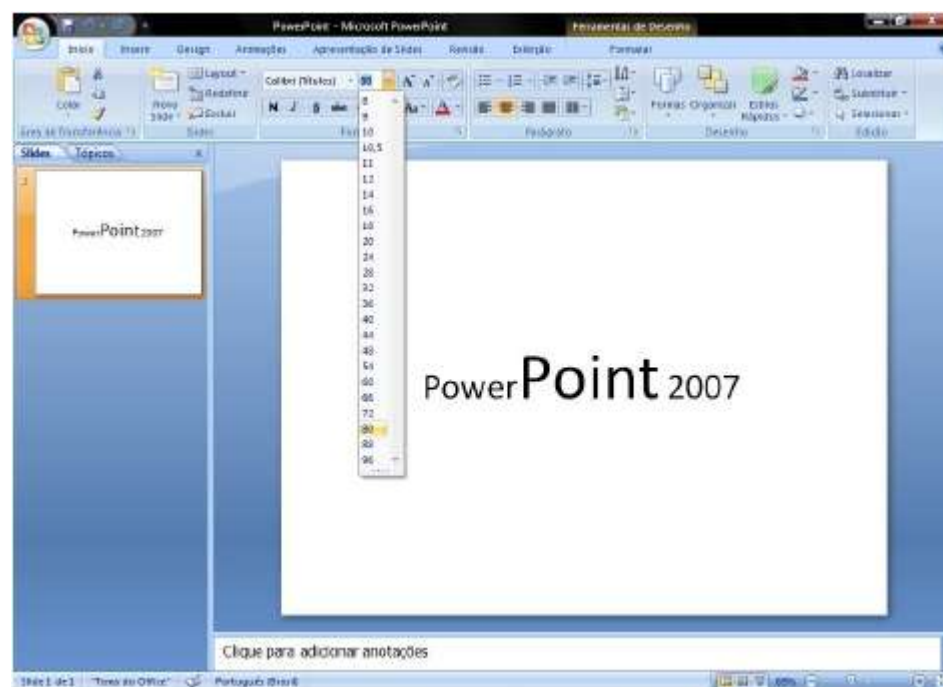 PowerPoint - Microsoft PowerPoint
Ferramentas de Desenho
Início Inserir Design Animações Apresentação de Slides Revisão Exibição Formatar
Colar
Novo Slide
Layout
Redefinir
Excluir
Calibri (Títulos) 80
N I S abc Aa A
Formas Organizar Estilos Rápidos
Localizar
Substituir
Selecionar
Área de Transferência
Slides
Parágrafo
Desenho
Edição
Slides Tópicos
PowerPoint 2007
8
9
10
10,5
11
12
14
16
18
20
24
28
32
36
40
44
48
54
60
66
72
80
88
96
PowerPoint 2007
Clique para adicionar anotações
Slide 1 de 1 "Tema do Office" Português (Brasil)